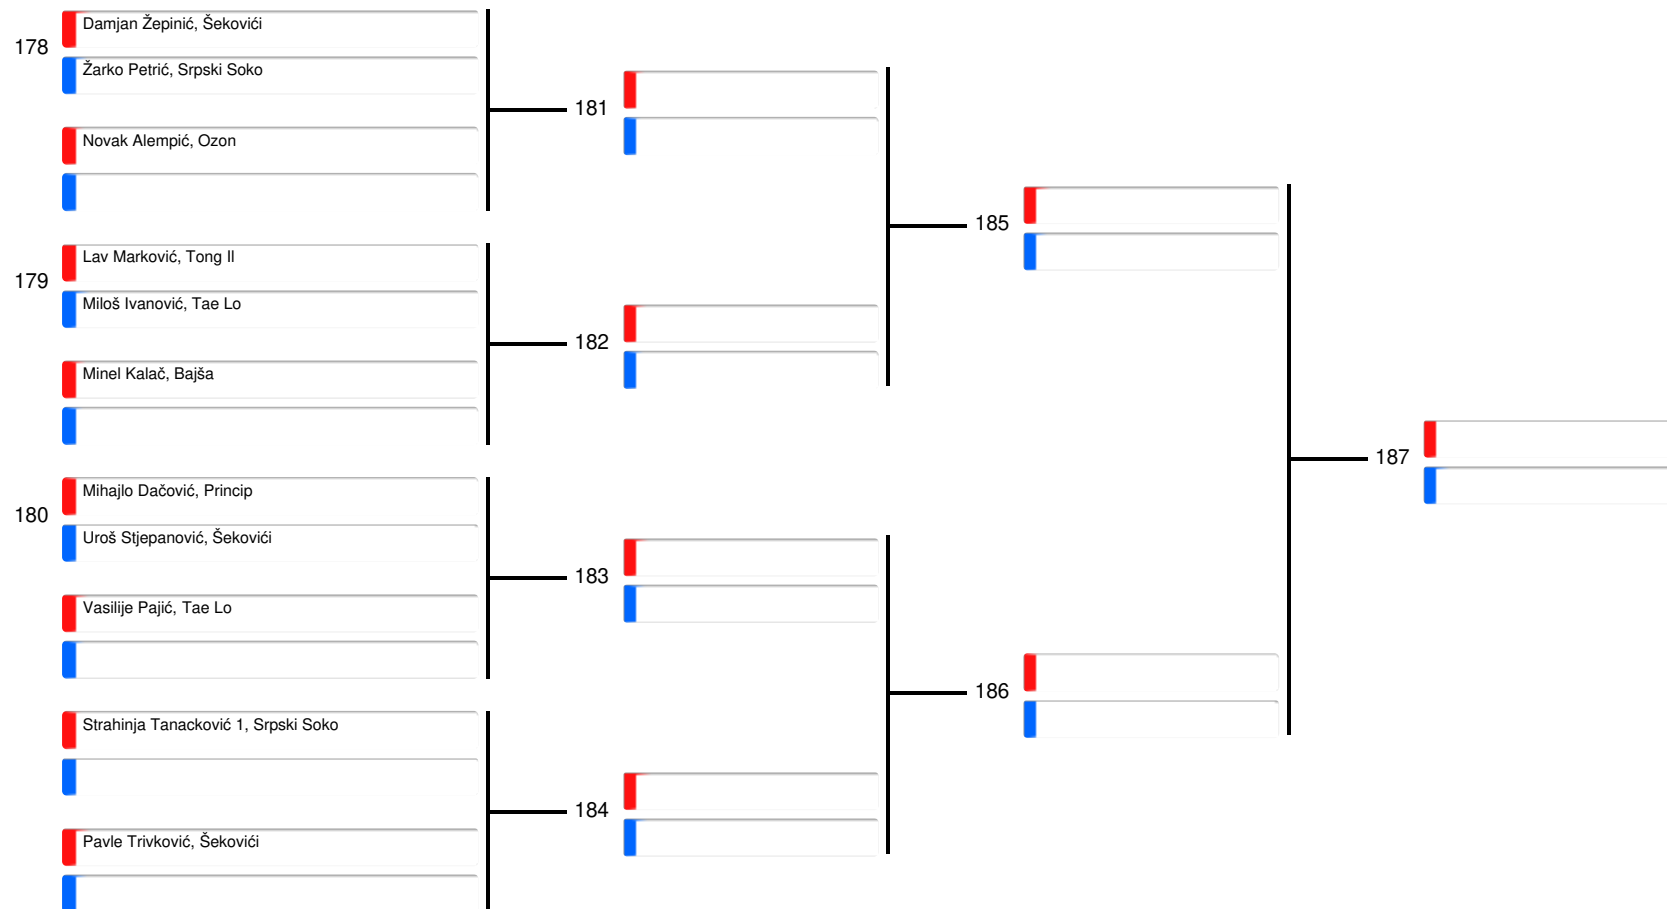 178
Damjan Žepinić, Šekovići
Žarko Petrić, Srpski Soko
181
Novak Alempić, Ozon
185
179
Lav Marković, Tong Il
Miloš Ivanović, Tae Lo
182
Minel Kalač, Bajša
187
180
Mihajlo Dačović, Princip
Uroš Stjepanović, Šekovići
183
Vasilije Pajić, Tae Lo
186
Strahinja Tanacković 1, Srpski Soko
184
Pavle Trivković, Šekovići